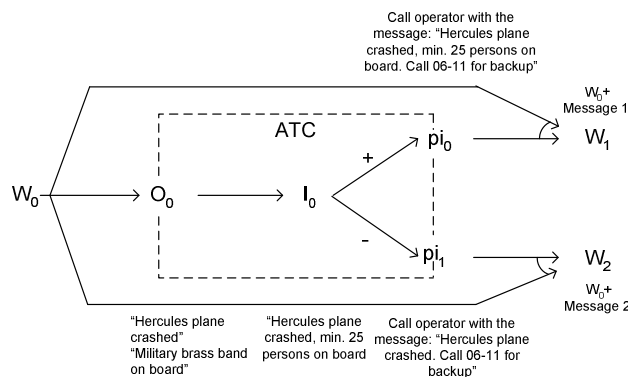 Call operator with the
message: “Hercules plane
crashed, min. 25 persons on
board. Call 06-11 for backup”
W0+
Message 1
ATC
pi0
W1
+
W0
O0
I0
-
pi1
W2
W0+
Message 2
“Hercules plane
crashed”
“Military brass band
on board”
“Hercules plane
crashed, min. 25
persons on board
Call operator with the
message: “Hercules plane
crashed. Call 06-11 for
backup”